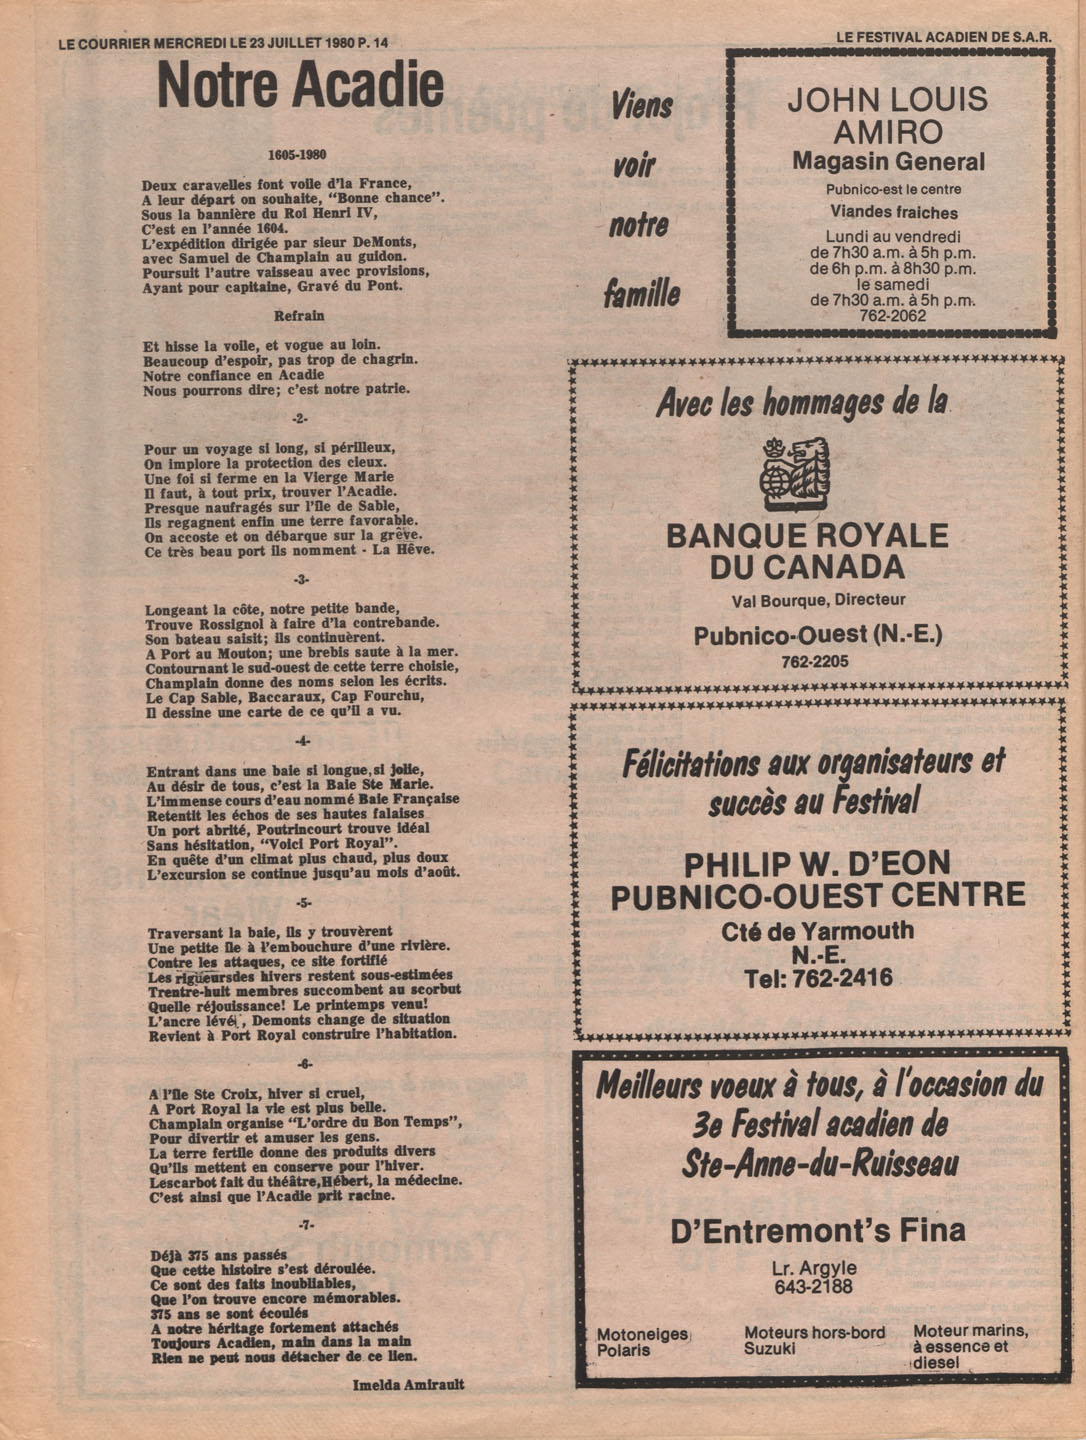 LE COURRIER MERCREDI LE 23 JUILLET 1980 P. 14
LE FESTIVAL ACADIEN DE S.A.R.
Notre Acadie
1605-1980
Deux caravelles font voile d'la France,
A leur départ on souhaite, "Bonne chance".
Sous la bannière du Roi Henri IV,
C'est en l'année 1604.
L'expédition dirigée par sieur DeMonts,
avec Samuel de Champlain au guidon.
Poursuit l'autre vaisseau avec provisions,
Ayant pour capitaine, Gravé du Pont.
Refrain
Et hisse la voile, et vogue au loin.
Beaucoup d'espoir, pas trop de chagrin.
Notre confiance en Acadie
Nous pourrons dire; c'est notre patrie.
-2-
Pour un voyage si long, si périlleux,
On implore la protection des cieux.
Une foi si ferme en la Vierge Marie
Il faut, à tout prix, trouver l'Acadie.
Presque naufragés sur l'île de Sable,
Ils regagnent enfin une terre favorable.
On accoste et on débarque sur la grêve.
Ce très beau port ils nomment - La Hêve.
-3-
Longeant la côte, notre petite bande,
Trouve Rossignol à faire d'la contrebande.
Son bateau saisit; ils continuèrent.
A Port au Mouton; une brebis saute à la mer.
Contournant le sud-ouest de cette terre choisie,
Champlain donne des noms selon les écrits.
Le Cap Sable, Baccaraux, Cap Fourchu,
Il dessine une carte de ce qu'il a vu.
-4-
Entrant dans une baie si longue,si jolie,
Au désir de tous, c'est la Baie Ste Marie.
L'immense cours d'eau nommé Baie Française
Retentit les échos de ses hautes falaises
Un port abrité, Poutrincourt trouve idéal
Sans hésitation, "Voici Port Royal".
En quête d'un climat plus chaud, plus doux
L'excursion se continue jusqu'au mois d'août.
-5-
Traversant la baie, ils y trouvèrent
Une petite île à l'embouchure d'une rivière.
Contre les attaques, ce site fortifié
Les rigueursdes hivers restent sous-estimées
Trentre-huit membres succombent au scorbut
Quelle réjouissance! Le printemps venu!
L'ancre lévé, Demonts change de situation
Revient à Port Royal construire l'habitation.
-6-
A l'île Ste Croix, hiver si cruel,
A Port Royal la vie est plus belle.
Champlain organise "L'ordre du Bon Temps",
Pour divertir et amuser les gens.
La terre fertile donne des produits divers
Qu'ils mettent en conserve pour l'hiver.
Lescarbot fait du théâtre,Hébert, la médecine.
C'est ainsi que l'Acadie prit racine.
-7-
Déjà 375 ans passés
Que cette histoire s'est déroulée.
Ce sont des faits inoubliables,
Que l'on trouve encore mémorables.
375 ans se sont écoulés
A notre héritage fortement attachés
Toujours Acadien, main dans la main
Rien ne peut nous détacher de ce lien.
Imelda Amirault
Viens
voir
notre
famille
JOHN LOUIS
AMIRO
Magasin General
Pubnico-est le centre
Viandes fraiches
Lundi au vendredi
de 7h30 a.m. à 5h p.m.
de 6h p.m. à 8h30 p.m.
le samedi
de 7h30 a.m. à 5h p.m.
762-2062
Avec les hommages de la
BANQUE ROYALE
DU CANADA
Val Bourque, Directeur
Pubnico-Ouest (N.-E.)
762-2205
Félicitations aux organisateurs et
succès au Festival
PHILIP W. D'EON
PUBNICO-OUEST CENTRE
Cté de Yarmouth
N.-E.
Tel: 762-2416
Meilleurs voeux à tous, à l'occasion du
3e Festival acadien de
Ste-Anne-du-Ruisseau
D'Entremont's Fina
Lr. Argyle
643-2188
Motoneiges
Polaris
Moteurs hors-bord
Suzuki
Moteur marins,
à essence et
diesel